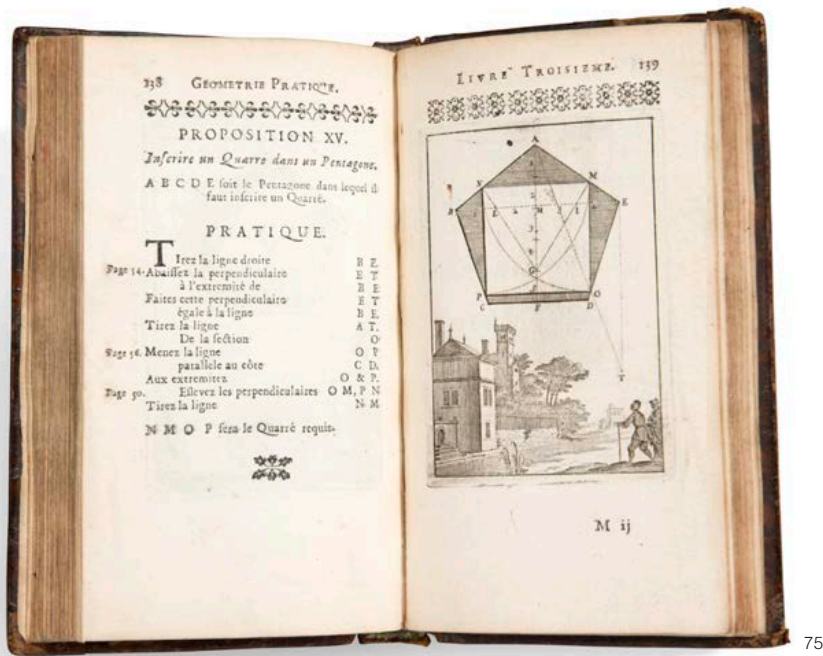 138 GEOMETRIE PRATIQUE.
PROPOSITION XV.
Inscrire un Quarré dans un Pentagone.
A B C D E soit le Pentagone dans lequel il
faut inscrire un Quarré.
PRATIQUE.
TIrez la ligne droite B E.
Page 54. Abaissez la perpendiculaire E T
à l'extremité de B E
Faites cette perpendiculaire E T
égale à la ligne B E.
Tirez la ligne A T.
De la section O
Page 56. Menez la ligne O P
parallele au côte C D.
Aux extremitez O & P.
Page 50. Eslevez les perpendiculaires O M, P N
Tirez la ligne N M
N M O P sera le Quarré requis.
LIVRE TROISIEME. 139
A
N M
B E
P O
C D
T
M ij
75